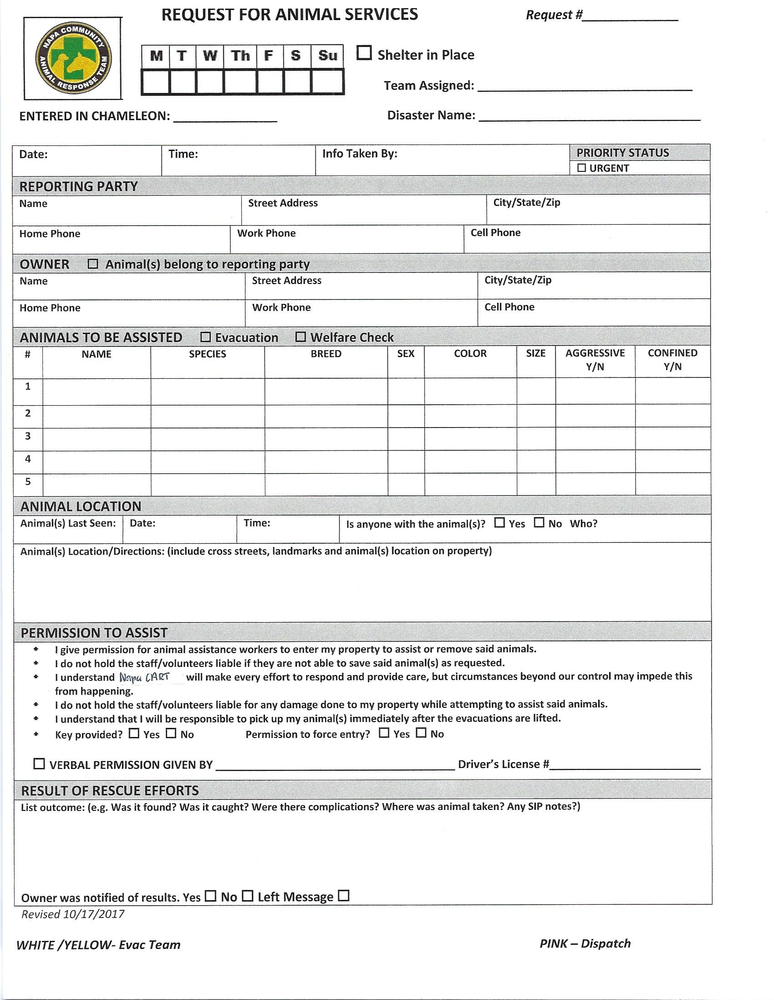 REQUEST FOR ANIMAL SERVICES
Request #
NAPA COMMUNITY
ANIMAL RESPONSE TEAM
M T W Th F S Su
☐ Shelter in Place
Team Assigned:
ENTERED IN CHAMELEON:
Disaster Name:
Date: Time: Info Taken By: PRIORITY STATUS
☐ URGENT
REPORTING PARTY
Name Street Address City/State/Zip
Home Phone Work Phone Cell Phone
OWNER ☐ Animal(s) belong to reporting party
Name Street Address City/State/Zip
Home Phone Work Phone Cell Phone
ANIMALS TO BE ASSISTED ☐ Evacuation ☐ Welfare Check
# NAME SPECIES BREED SEX COLOR SIZE AGGRESSIVE CONFINED
Y/N Y/N
1
2
3
4
5
ANIMAL LOCATION
Animal(s) Last Seen: Date: Time: Is anyone with the animal(s)? ☐ Yes ☐ No Who?
Animal(s) Location/Directions: (include cross streets, landmarks and animal(s) location on property)
PERMISSION TO ASSIST
I give permission for animal assistance workers to enter my property to assist or remove said animals.
I do not hold the staff/volunteers liable if they are not able to save said animal(s) as requested.
I understand Napa CART will make every effort to respond and provide care, but circumstances beyond our control may impede this
from happening.
I do not hold the staff/volunteers liable for any damage done to my property while attempting to assist said animals.
I understand that I will be responsible to pick up my animal(s) immediately after the evacuations are lifted.
Key provided? ☐ Yes ☐ No Permission to force entry? ☐ Yes ☐ No
☐ VERBAL PERMISSION GIVEN BY Driver's License #
RESULT OF RESCUE EFFORTS
List outcome: (e.g. Was it found? Was it caught? Were there complications? Where was animal taken? Any SIP notes?)
Owner was notified of results. Yes ☐ No ☐ Left Message ☐
Revised 10/17/2017
WHITE /YELLOW- Evac Team
PINK – Dispatch